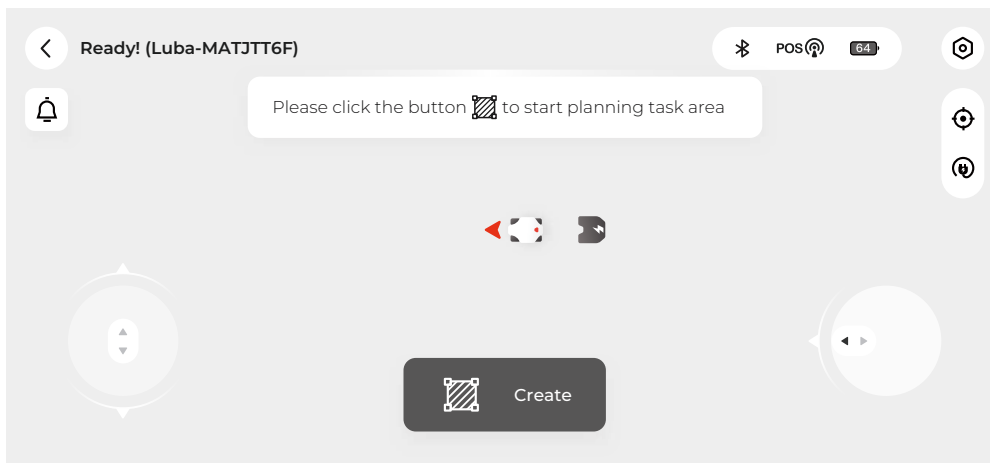 Ready! (Luba-MATJTT6F)
POS
64
Please click the button to start planning task area
Create